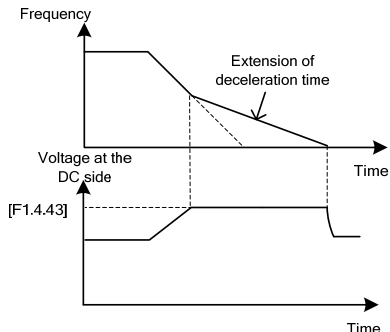 Frequency
Extension of
deceleration time
Time
Voltage at the
DC side
[F1.4.43]
Time